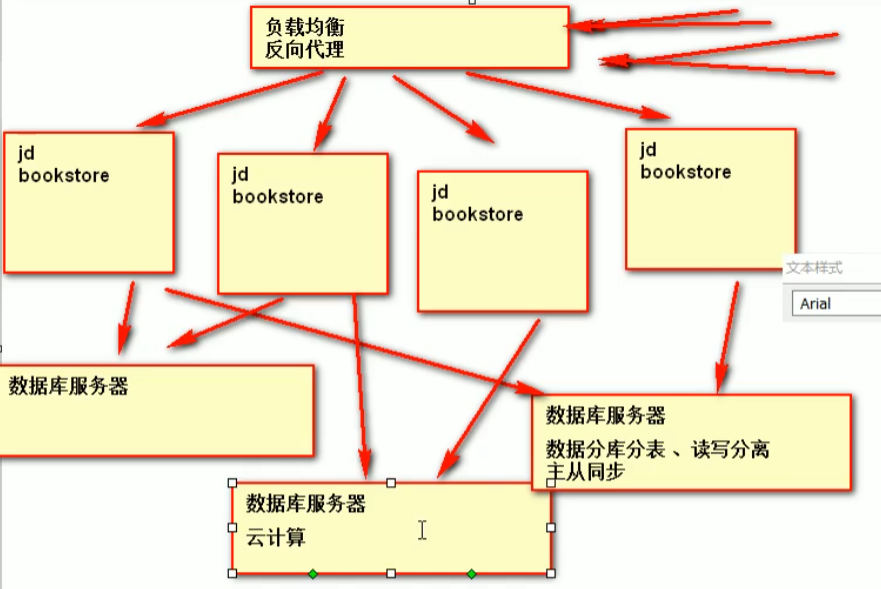 负载均衡
反向代理
jd
bookstore
jd
bookstore
jd
bookstore
jd
bookstore
文本样式
Arial
数据库服务器
数据库服务器
数据分库分表 、读写分离
主从同步
数据库服务器
云计算